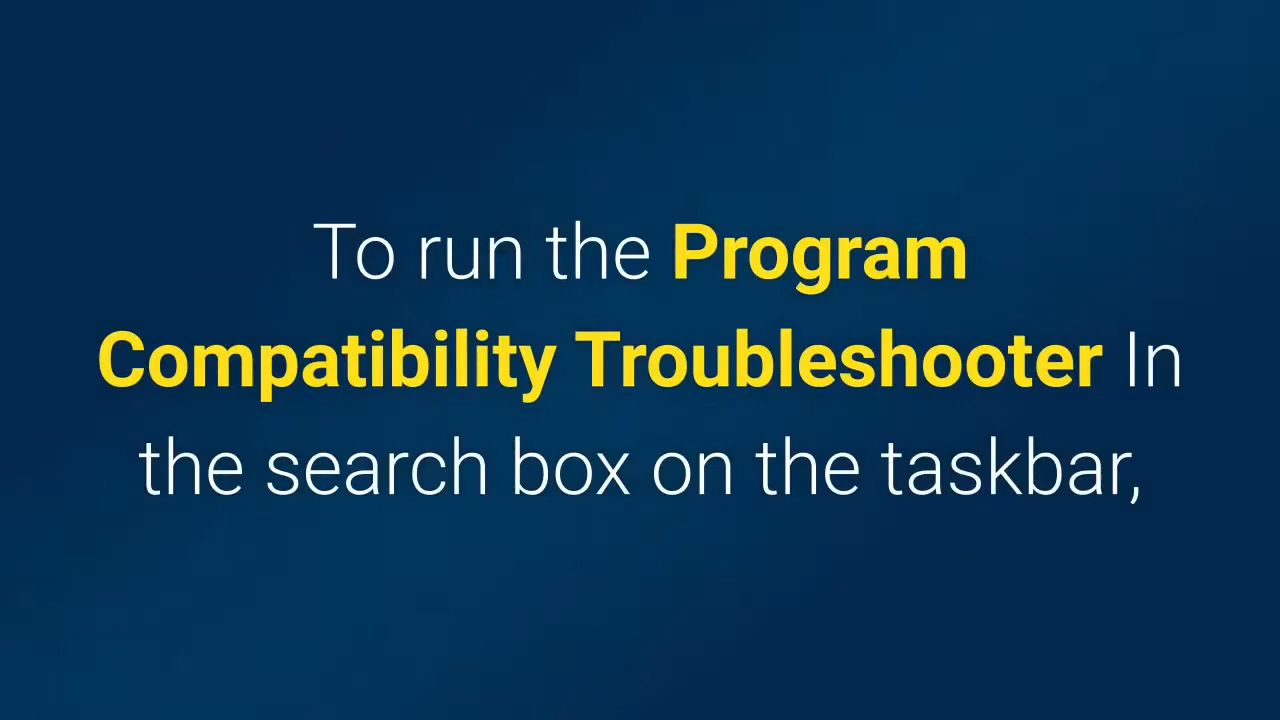 To run the Program
Compatibility Troubleshooter In
the search box on the taskbar,